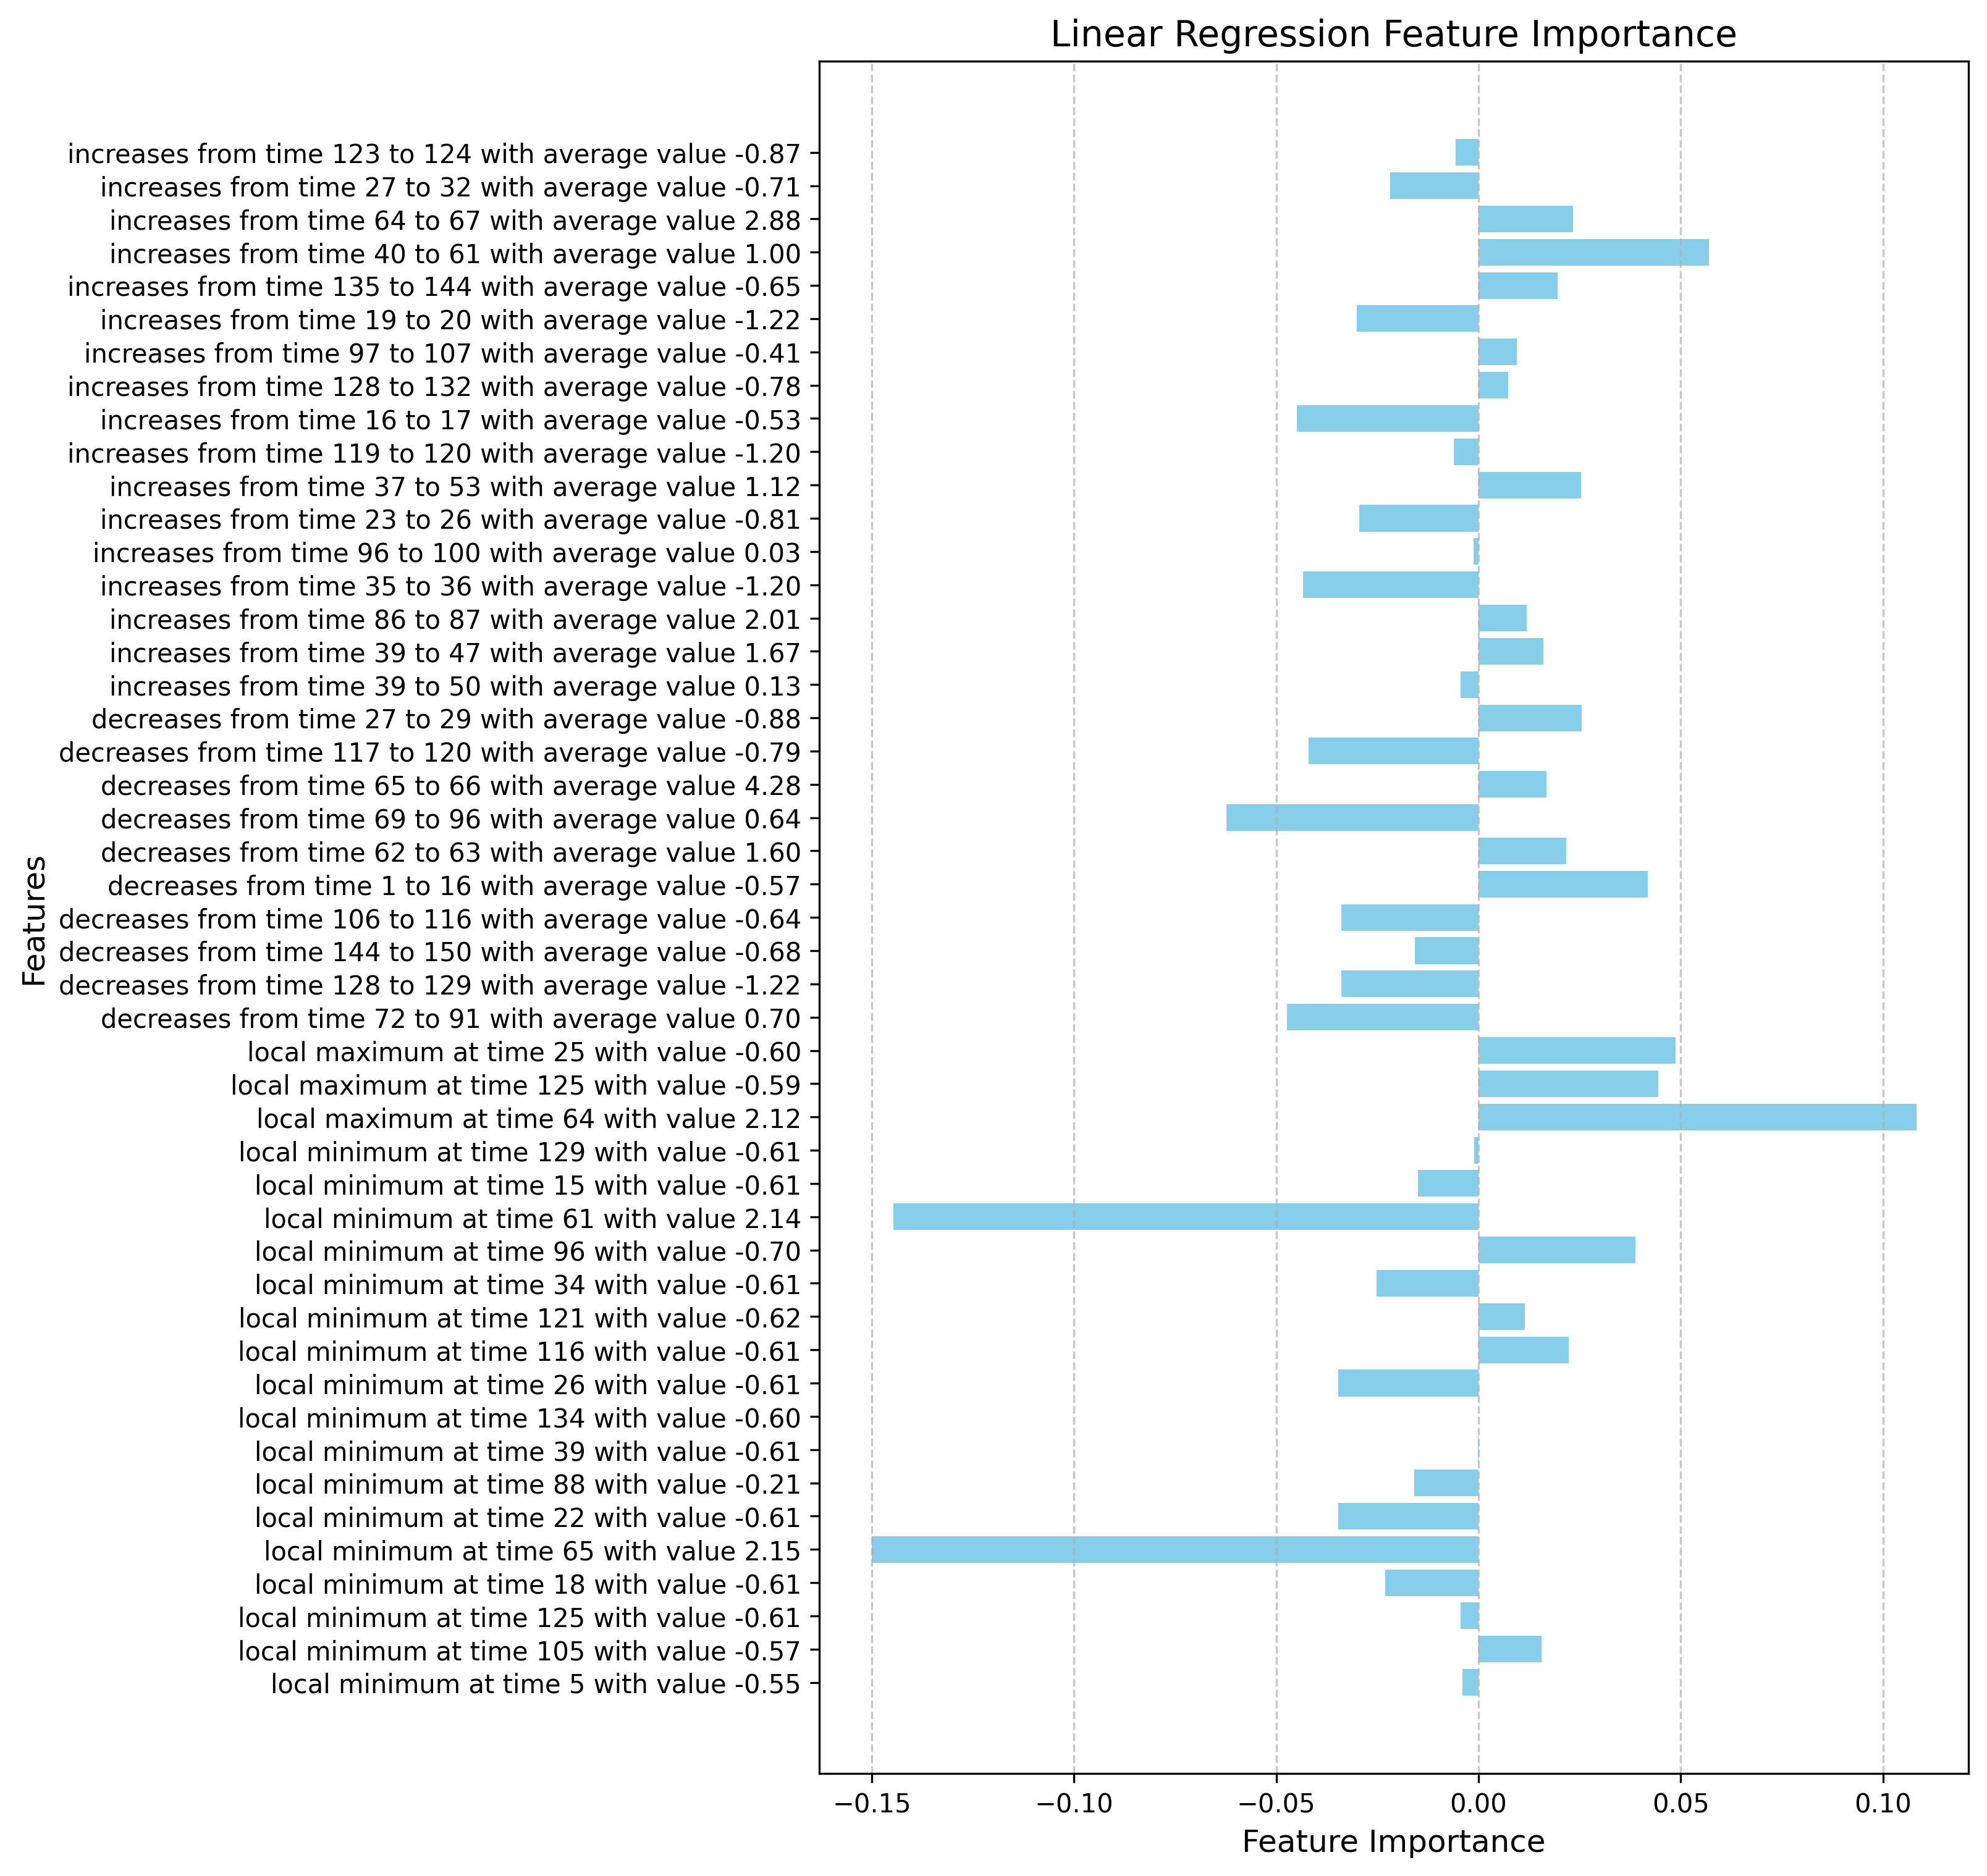 Linear Regression Feature Importance
increases from time 123 to 124 with average value -0.87
increases from time 27 to 32 with average value -0.71
increases from time 64 to 67 with average value 2.88
increases from time 40 to 61 with average value 1.00
increases from time 135 to 144 with average value -0.65
increases from time 19 to 20 with average value -1.22
increases from time 97 to 107 with average value -0.41
increases from time 128 to 132 with average value -0.78
increases from time 16 to 17 with average value -0.53
increases from time 119 to 120 with average value -1.20
increases from time 37 to 53 with average value 1.12
increases from time 23 to 26 with average value -0.81
increases from time 96 to 100 with average value 0.03
increases from time 35 to 36 with average value -1.20
increases from time 86 to 87 with average value 2.01
increases from time 39 to 47 with average value 1.67
increases from time 39 to 50 with average value 0.13
decreases from time 27 to 29 with average value -0.88
decreases from time 117 to 120 with average value -0.79
decreases from time 65 to 66 with average value 4.28
decreases from time 69 to 96 with average value 0.64
decreases from time 62 to 63 with average value 1.60
decreases from time 1 to 16 with average value -0.57
decreases from time 106 to 116 with average value -0.64
decreases from time 144 to 150 with average value -0.68
decreases from time 128 to 129 with average value -1.22
decreases from time 72 to 91 with average value 0.70
local maximum at time 25 with value -0.60
local maximum at time 125 with value -0.59
local maximum at time 64 with value 2.12
local minimum at time 129 with value -0.61
local minimum at time 15 with value -0.61
local minimum at time 61 with value 2.14
local minimum at time 96 with value -0.70
local minimum at time 34 with value -0.61
local minimum at time 121 with value -0.62
local minimum at time 116 with value -0.61
local minimum at time 26 with value -0.61
local minimum at time 134 with value -0.60
local minimum at time 39 with value -0.61
local minimum at time 88 with value -0.21
local minimum at time 22 with value -0.61
local minimum at time 65 with value 2.15
local minimum at time 18 with value -0.61
local minimum at time 125 with value -0.61
local minimum at time 105 with value -0.57
local minimum at time 5 with value -0.55
Features
−0.15 −0.10 −0.05 0.00 0.05 0.10
Feature Importance